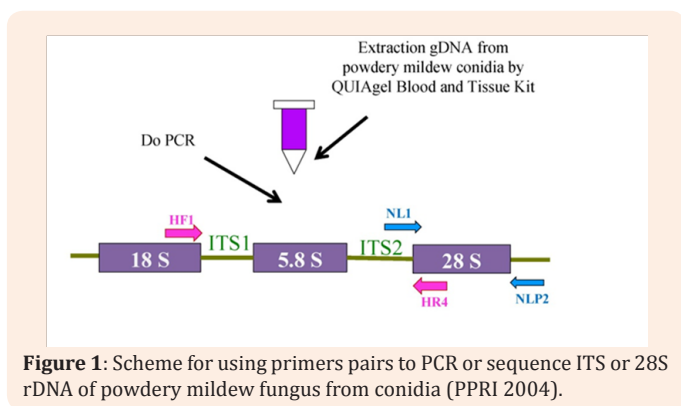 Extraction gDNA from
powdery mildew conidia by
QUIAgel Blood and Tissue Kit
Do PCR
HF1
NL1
ITS1
ITS2
18 S
5.8 S
28 S
HR4
NLP2
Figure 1: Scheme for using primers pairs to PCR or sequence ITS or 28S
rDNA of powdery mildew fungus from conidia (PPRI 2004).